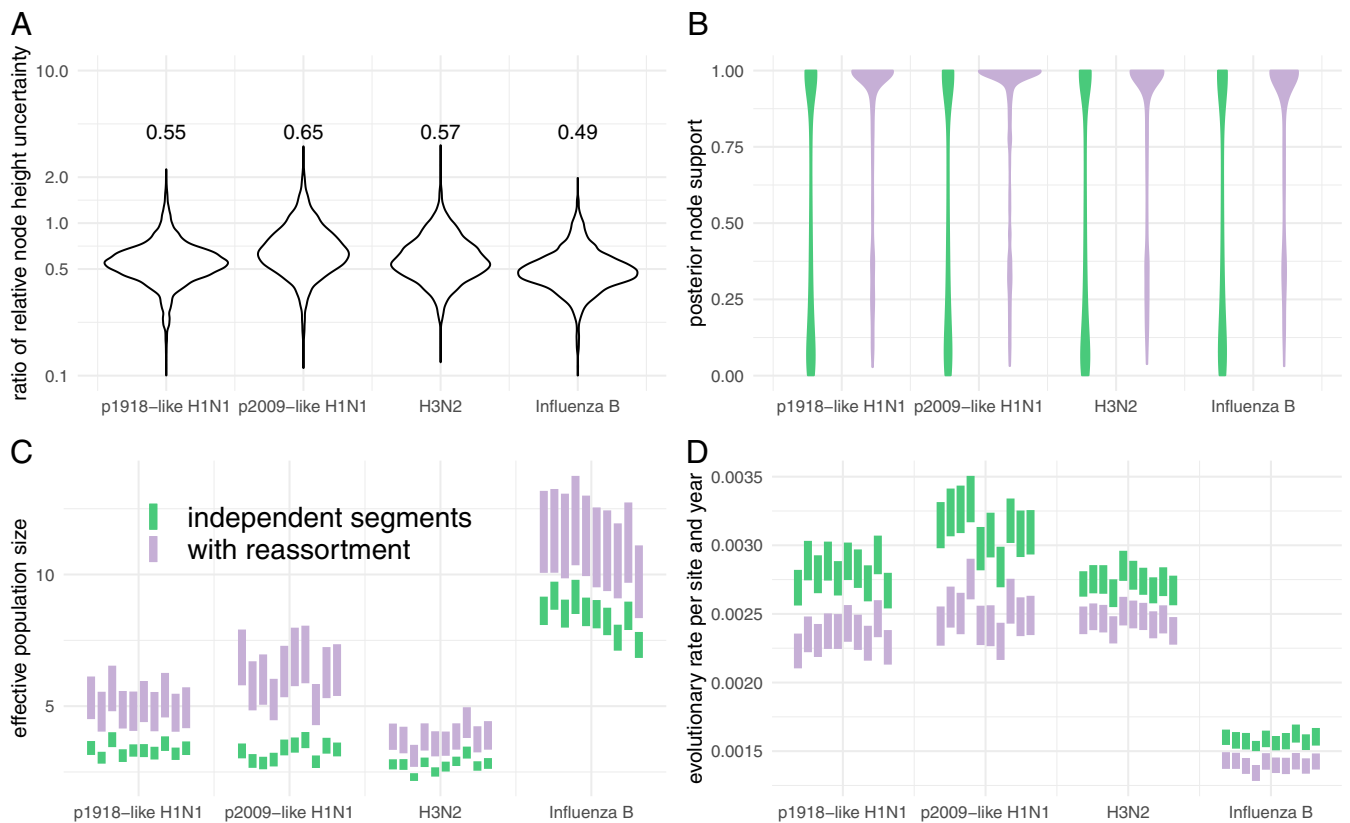 A
ratio of relative node height uncertainty
10.0
2.0
1.0
0.5
0.1
0.55
0.65
0.57
0.49
p1918−like H1N1
p2009−like H1N1
H3N2
Influenza B
B
posterior node support
1.00
0.75
0.50
0.25
0.00
p1918−like H1N1
p2009−like H1N1
H3N2
Influenza B
C
effective population size
10
5
independent segments
with reassortment
p1918−like H1N1
p2009−like H1N1
H3N2
Influenza B
D
evolutionary rate per site and year
0.0035
0.0030
0.0025
0.0020
0.0015
p1918−like H1N1
p2009−like H1N1
H3N2
Influenza B